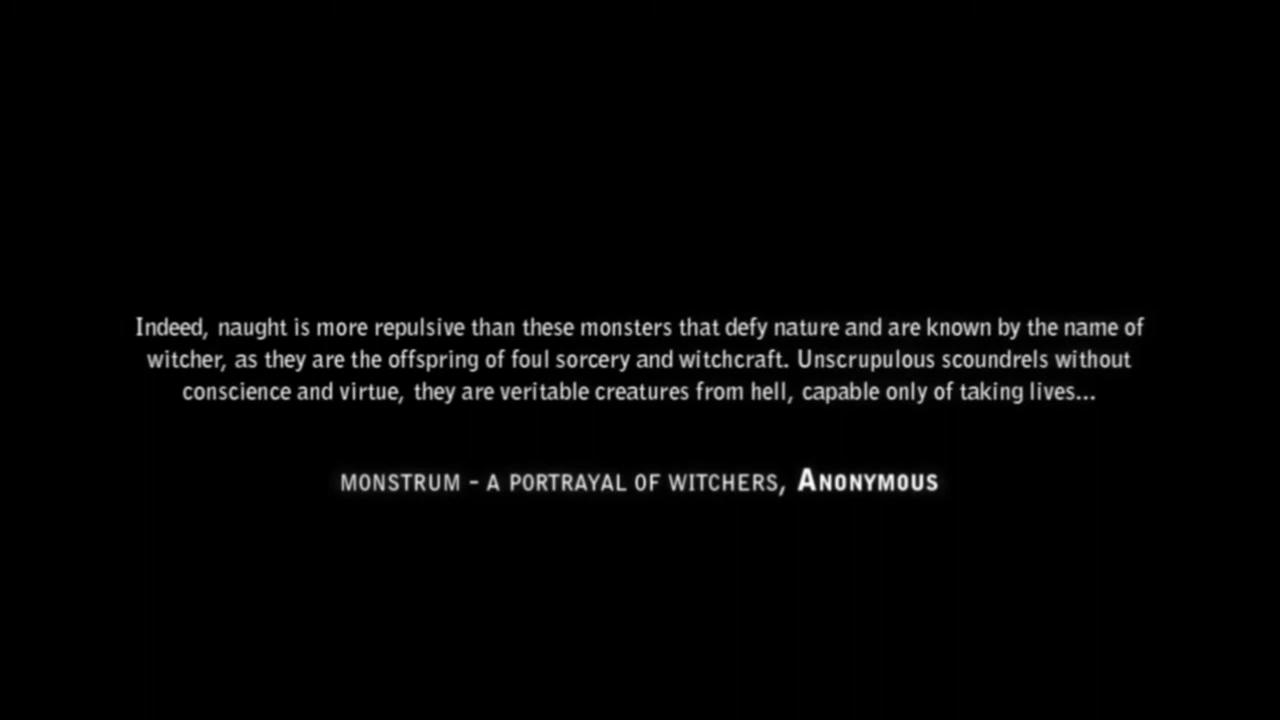 Indeed, naught is more repulsive than these monsters that defy nature and are known by the name of
witcher, as they are the offspring of foul sorcery and witchcraft. Unscrupulous scoundrels without
conscience and virtue, they are veritable creatures from hell, capable only of taking lives...
MONSTRUM - A PORTRAYAL OF WITCHERS, ANONYMOUS